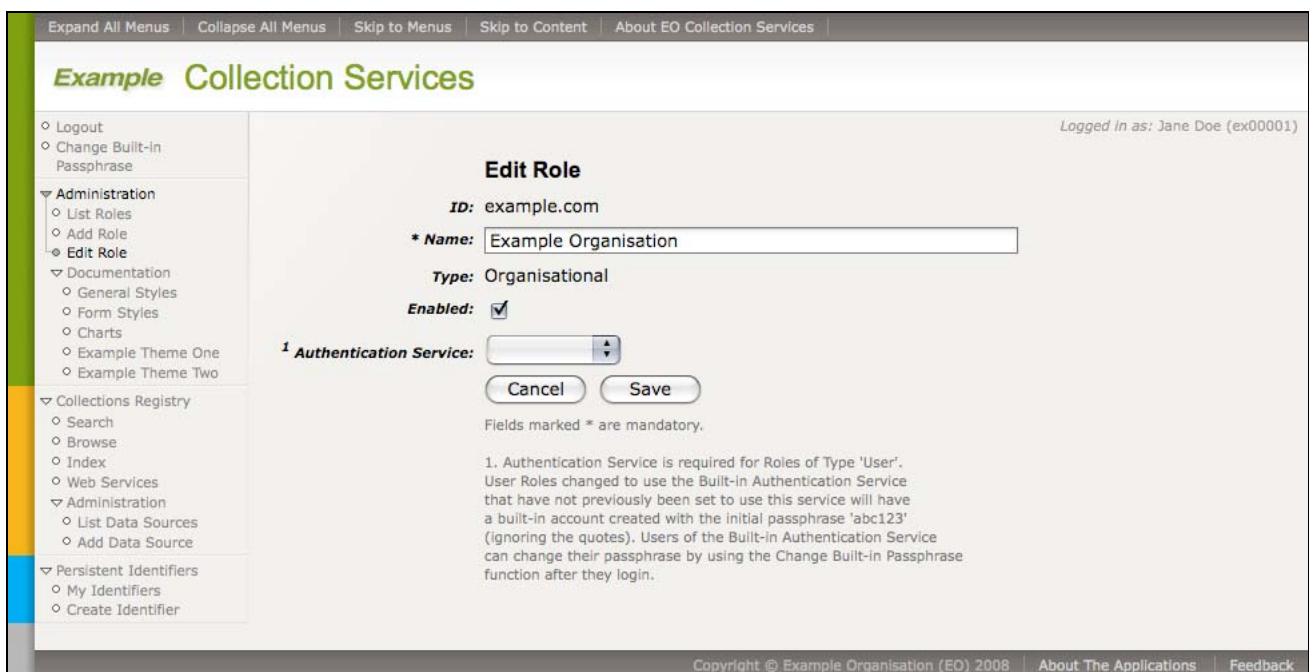 Expand All Menus Collapse All Menus Skip to Menus Skip to Content About EO Collection Services
Example Collection Services
Logged in as: Jane Doe (ex00001)
Logout
Change Built-in
Passphrase
Administration
List Roles
Add Role
Edit Role
Documentation
General Styles
Form Styles
Charts
Example Theme One
Example Theme Two
Collections Registry
Search
Browse
Index
Web Services
Administration
List Data Sources
Add Data Source
Persistent Identifiers
My Identifiers
Create Identifier
Edit Role
ID: example.com
* Name: Example Organisation
Type: Organisational
Enabled:
1 Authentication Service:
Cancel Save
Fields marked * are mandatory.
1. Authentication Service is required for Roles of Type 'User'.
User Roles changed to use the Built-in Authentication Service
that have not previously been set to use this service will have
a built-in account created with the initial passphrase 'abc123'
(ignoring the quotes). Users of the Built-in Authentication Service
can change their passphrase by using the Change Built-in Passphrase
function after they login.
Copyright © Example Organisation (EO) 2008 About The Applications Feedback